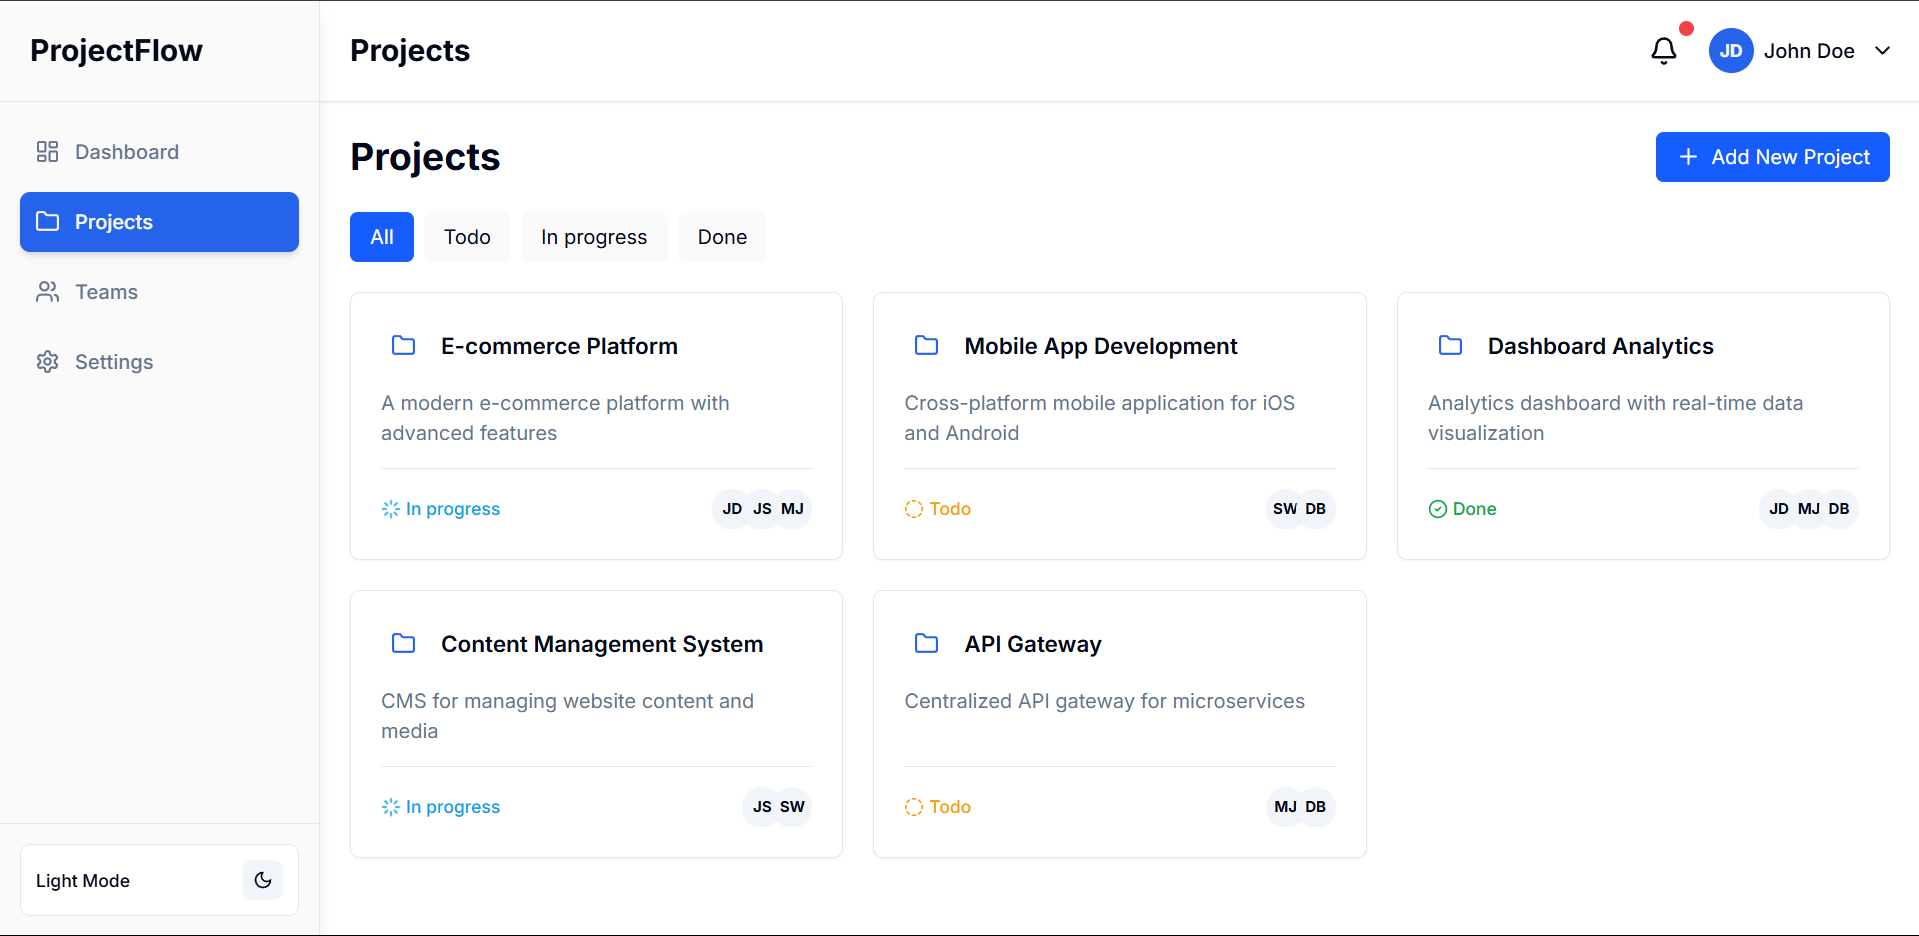 ProjectFlow
Projects
JD
John Doe
Dashboard
Projects
Teams
Settings
Light Mode
Projects
Add New Project
All
Todo
In progress
Done
E-commerce Platform
A modern e-commerce platform with
advanced features
In progress
JD JS MJ
Mobile App Development
Cross-platform mobile application for iOS
and Android
Todo
SW DB
Dashboard Analytics
Analytics dashboard with real-time data
visualization
Done
JD MJ DB
Content Management System
CMS for managing website content and
media
In progress
JS SW
API Gateway
Centralized API gateway for microservices
Todo
MJ DB